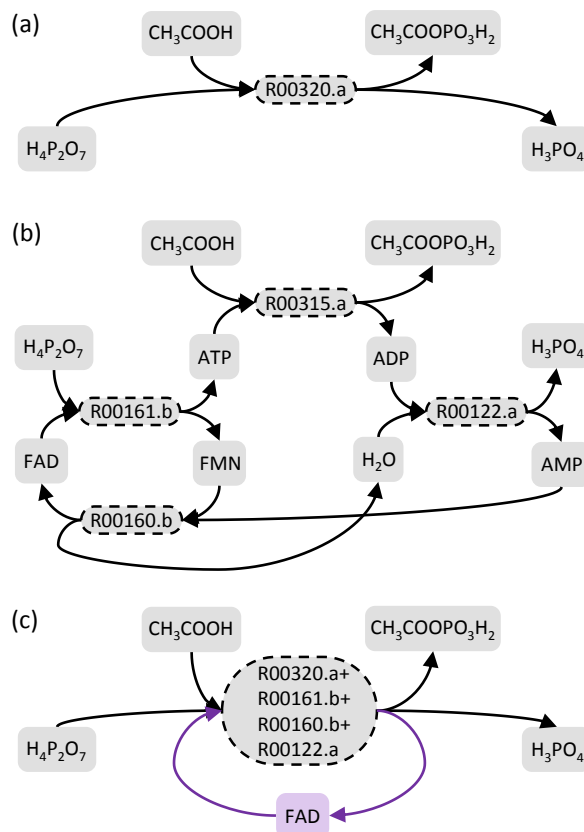 (a)
CH₃COOH
CH₃COOPO₃H₂
R00320.a
H₄P₂O₇
H₃PO₄
(b)
CH₃COOH
CH₃COOPO₃H₂
R00315.a
H₄P₂O₇
ATP
ADP
H₃PO₄
R00161.b
R00122.a
FAD
FMN
H₂O
AMP
R00160.b
(c)
CH₃COOH
CH₃COOPO₃H₂
R00320.a+
R00161.b+
R00160.b+
R00122.a
H₄P₂O₇
H₃PO₄
FAD